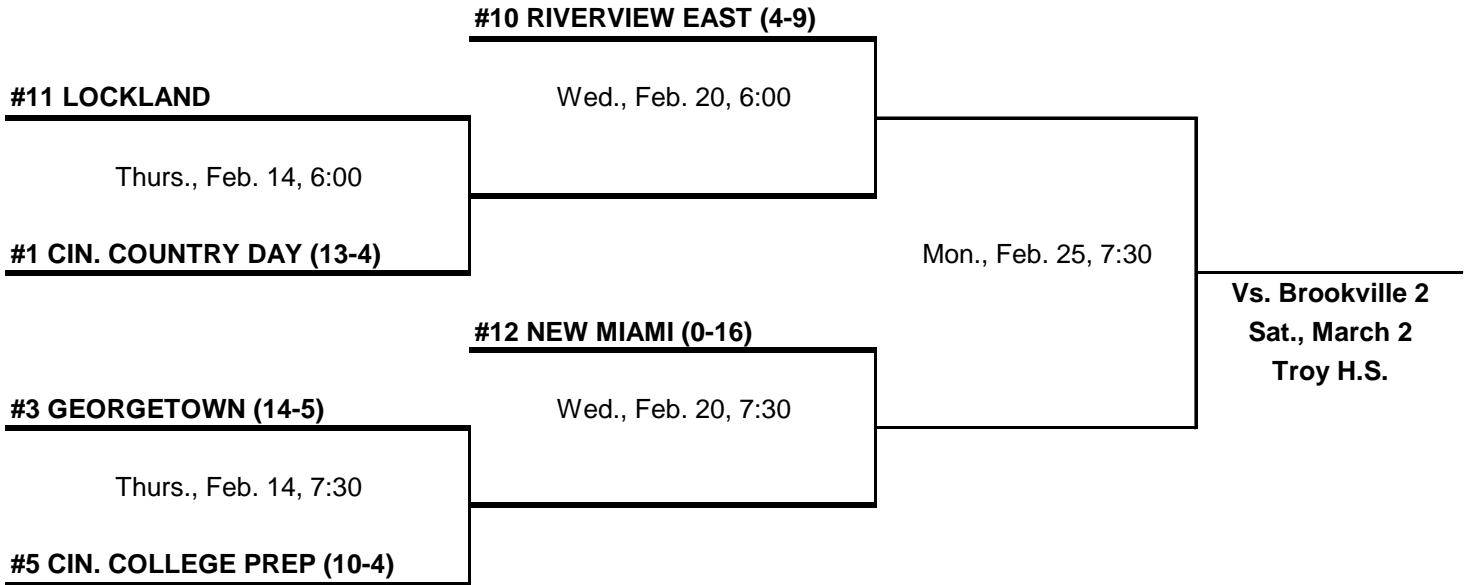 #10 RIVERVIEW EAST (4-9)
#11 LOCKLAND
Wed., Feb. 20, 6:00
Thurs., Feb. 14, 6:00
#1 CIN. COUNTRY DAY (13-4)
Mon., Feb. 25, 7:30
Vs. Brookville 2
Sat., March 2
Troy H.S.
#12 NEW MIAMI (0-16)
#3 GEORGETOWN (14-5)
Wed., Feb. 20, 7:30
Thurs., Feb. 14, 7:30
#5 CIN. COLLEGE PREP (10-4)